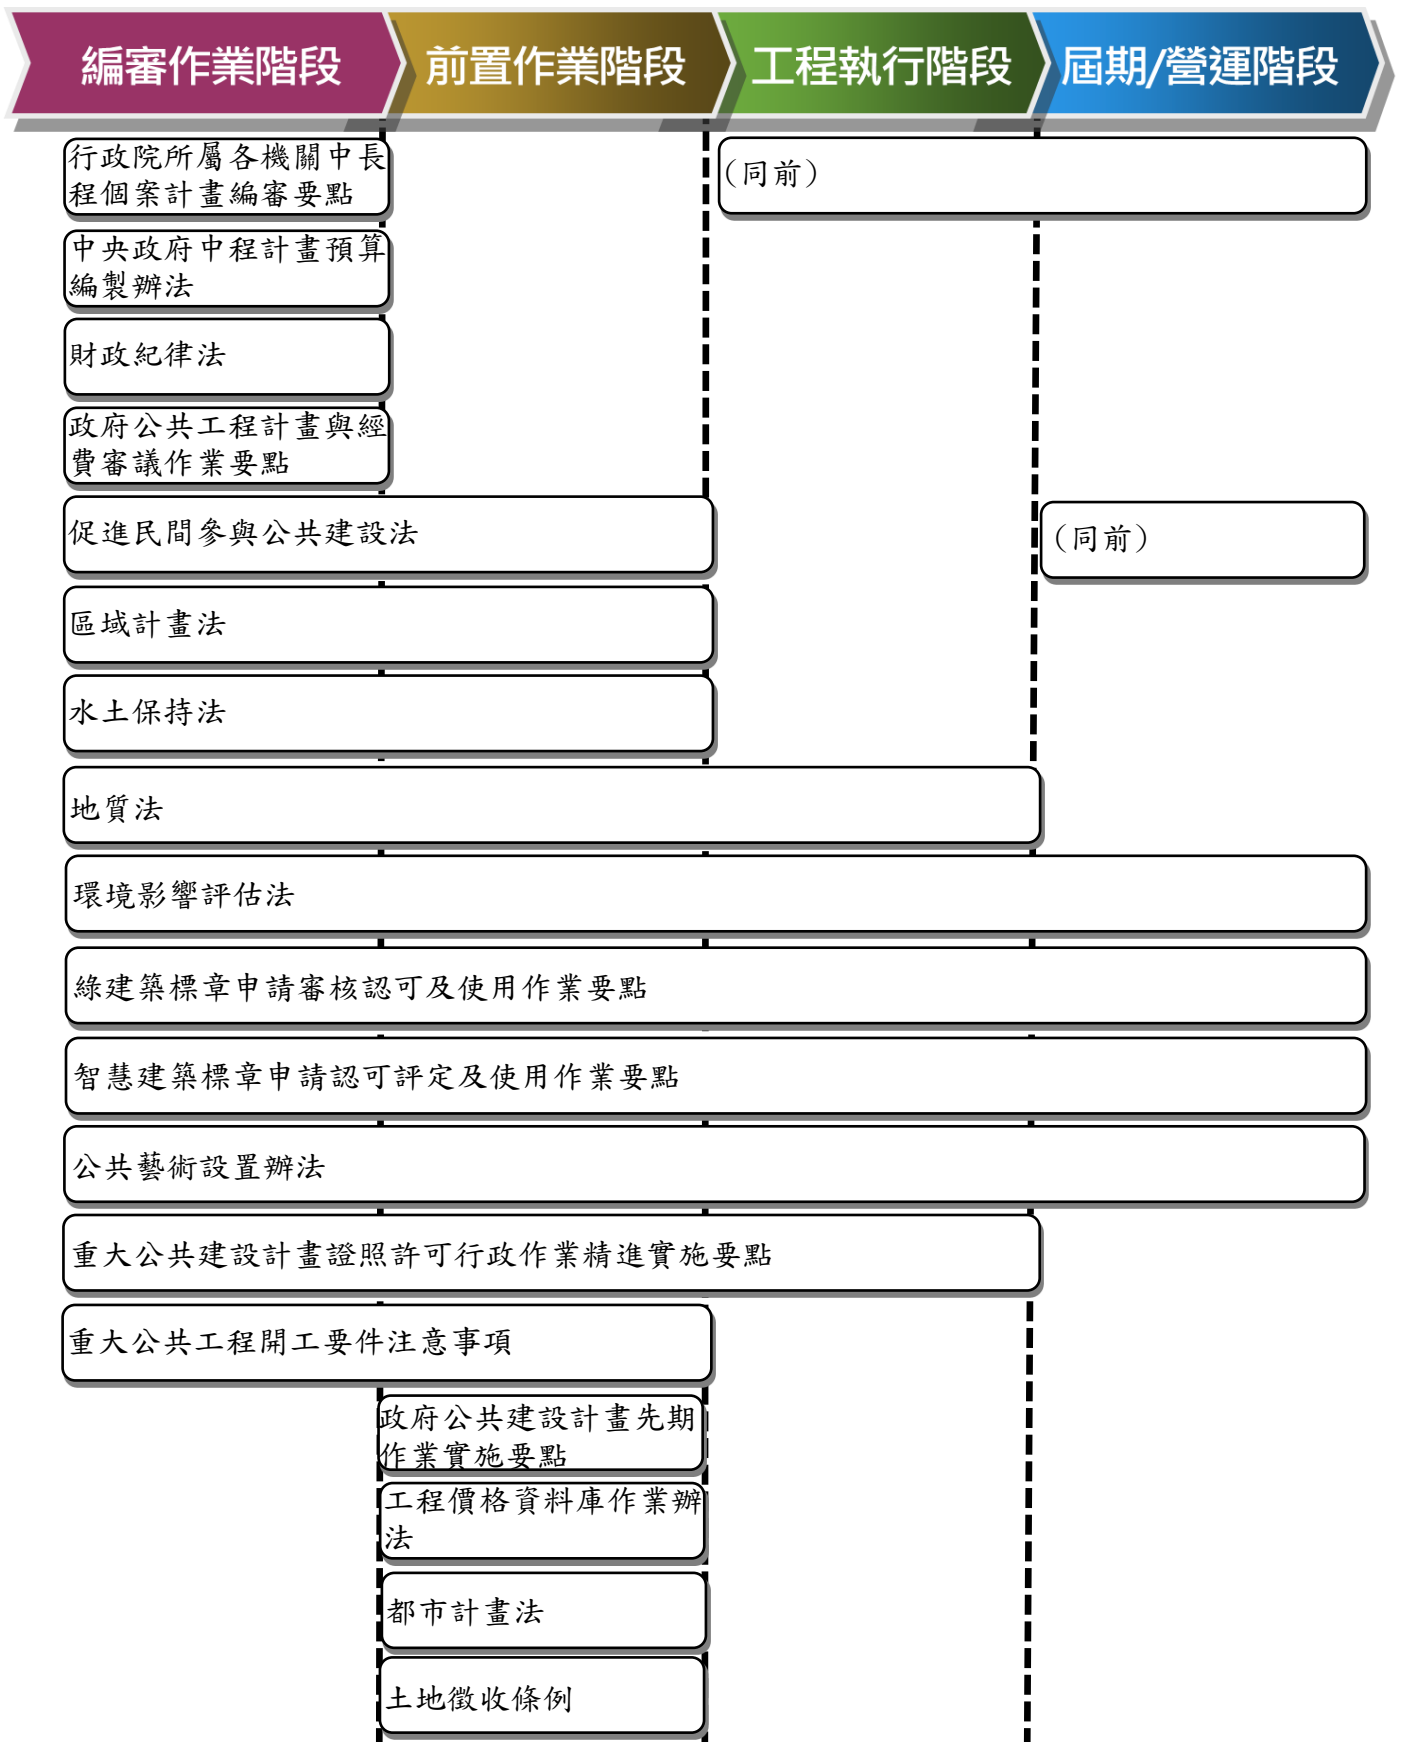 編審作業階段
前置作業階段
工程執行階段
屆期/營運階段
行政院所屬各機關中長
程個案計畫編審要點
(同前)
中央政府中程計畫預算
編製辦法
財政紀律法
政府公共工程計畫與經
費審議作業要點
促進民間參與公共建設法
(同前)
區域計畫法
水土保持法
地質法
環境影響評估法
綠建築標章申請審核認可及使用作業要點
智慧建築標章申請認可評定及使用作業要點
公共藝術設置辦法
重大公共建設計畫證照許可行政作業精進實施要點
重大公共工程開工要件注意事項
政府公共建設計畫先期
作業實施要點
工程價格資料庫作業辦
法
都市計畫法
土地徵收條例